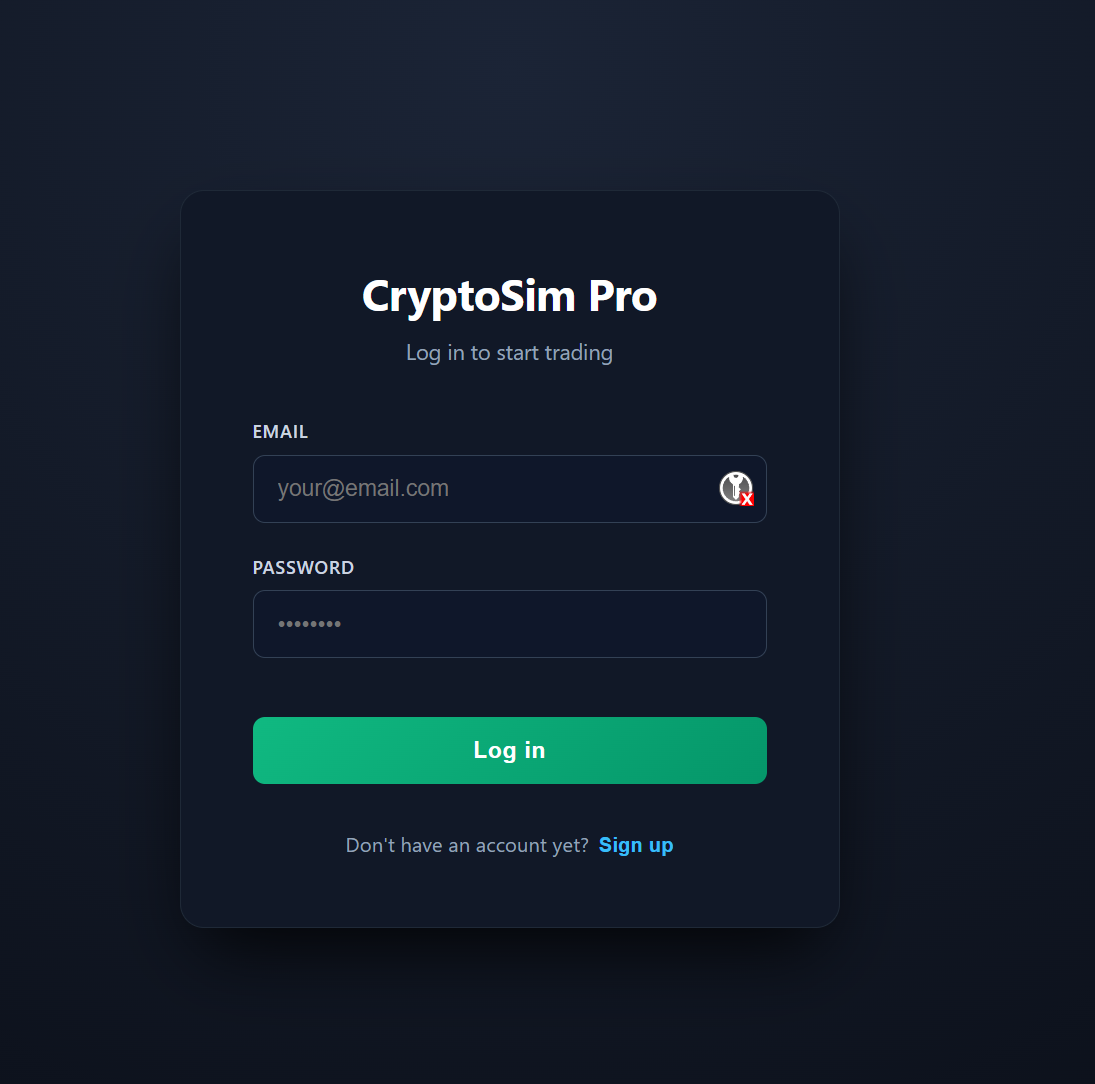 CryptoSim Pro
Log in to start trading
EMAIL
your@email.com
PASSWORD
••••••••
Log in
Don't have an account yet? Sign up